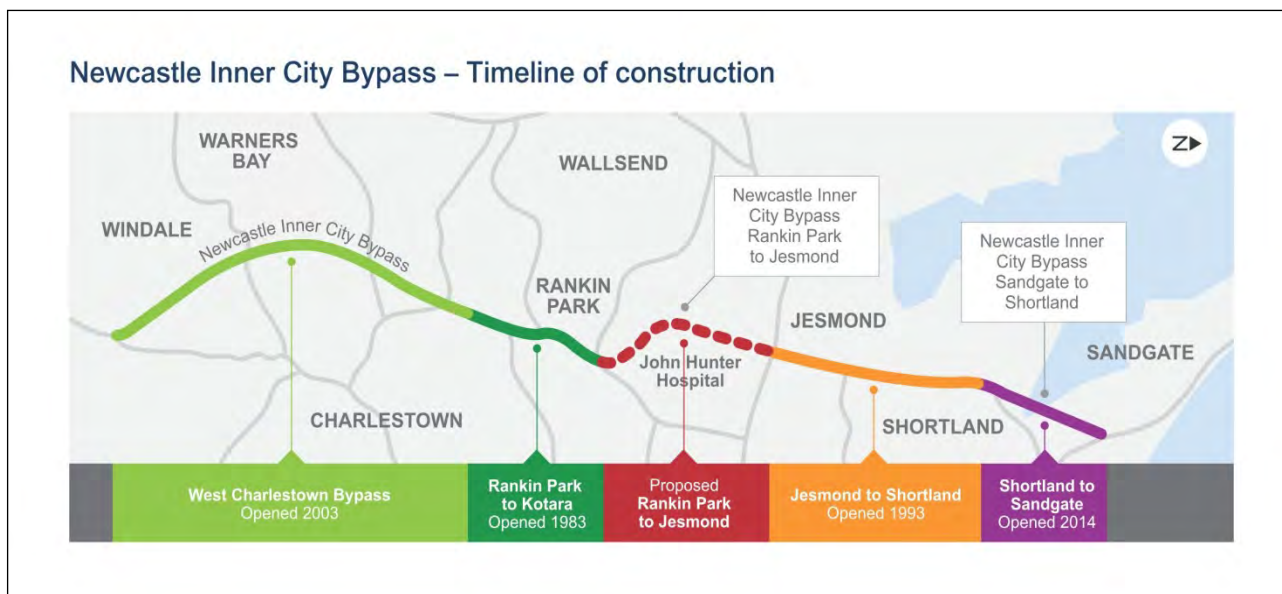 Newcastle Inner City Bypass – Timeline of construction
WARNERS
BAY
WALLSEND
Z
WINDALE
Newcastle Inner City Bypass
Newcastle Inner
City Bypass
Rankin Park
to Jesmond
Newcastle Inner
City Bypass
Sandgate to
Shortland
RANKIN
PARK
JESMOND
SANDGATE
John Hunter
Hospital
CHARLESTOWN
SHORTLAND
West Charlestown Bypass
Opened 2003
Rankin Park
to Kotara
Opened 1983
Proposed
Rankin Park
to Jesmond
Jesmond to Shortland
Opened 1993
Shortland to
Sandgate
Opened 2014